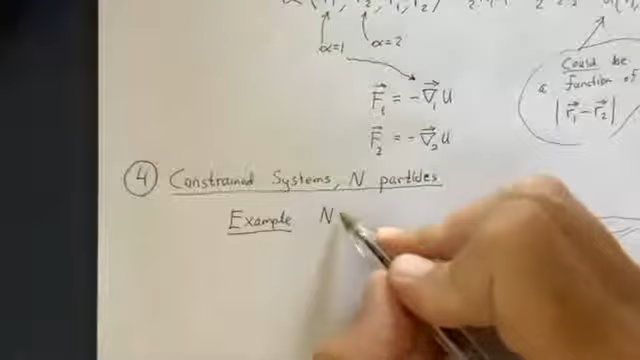 α=1 α=2
F⃗₁ = -∇⃗₁U
F⃗₂ = -∇⃗₂U
Could be
a function of
|r⃗₁-r⃗₂|
④ Constrained Systems, N particles
Example N